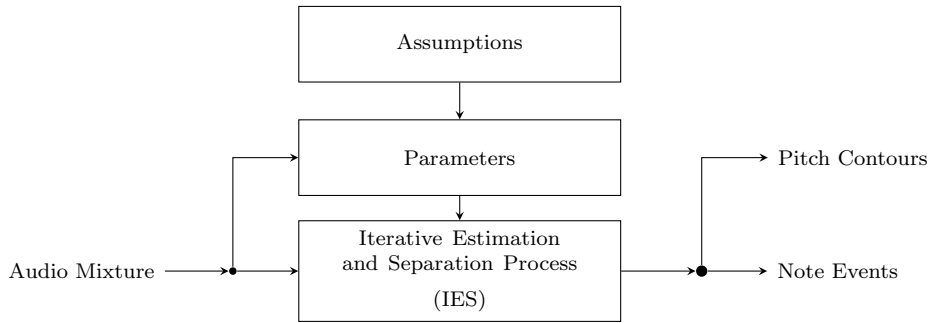 Assumptions
Parameters
Pitch Contours
Iterative Estimation
and Separation Process
(IES)
Audio Mixture
Note Events